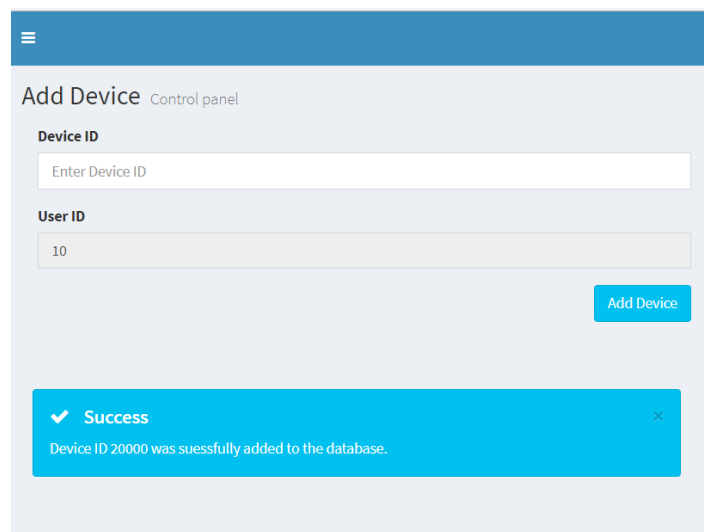 Add Device Control panel
Device ID
Enter Device ID
User ID
10
Add Device
Success
×
Device ID 20000 was suessfully added to the database.